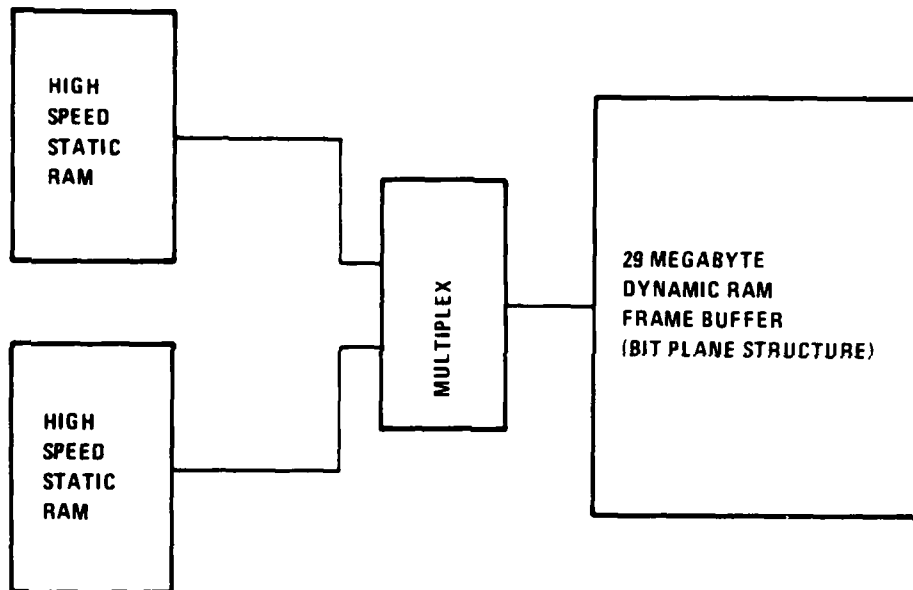 HIGH
SPEED
STATIC
RAM
HIGH
SPEED
STATIC
RAM
MULTIPLEX
29 MEGABYTE
DYNAMIC RAM
FRAME BUFFER
(BIT PLANE STRUCTURE)